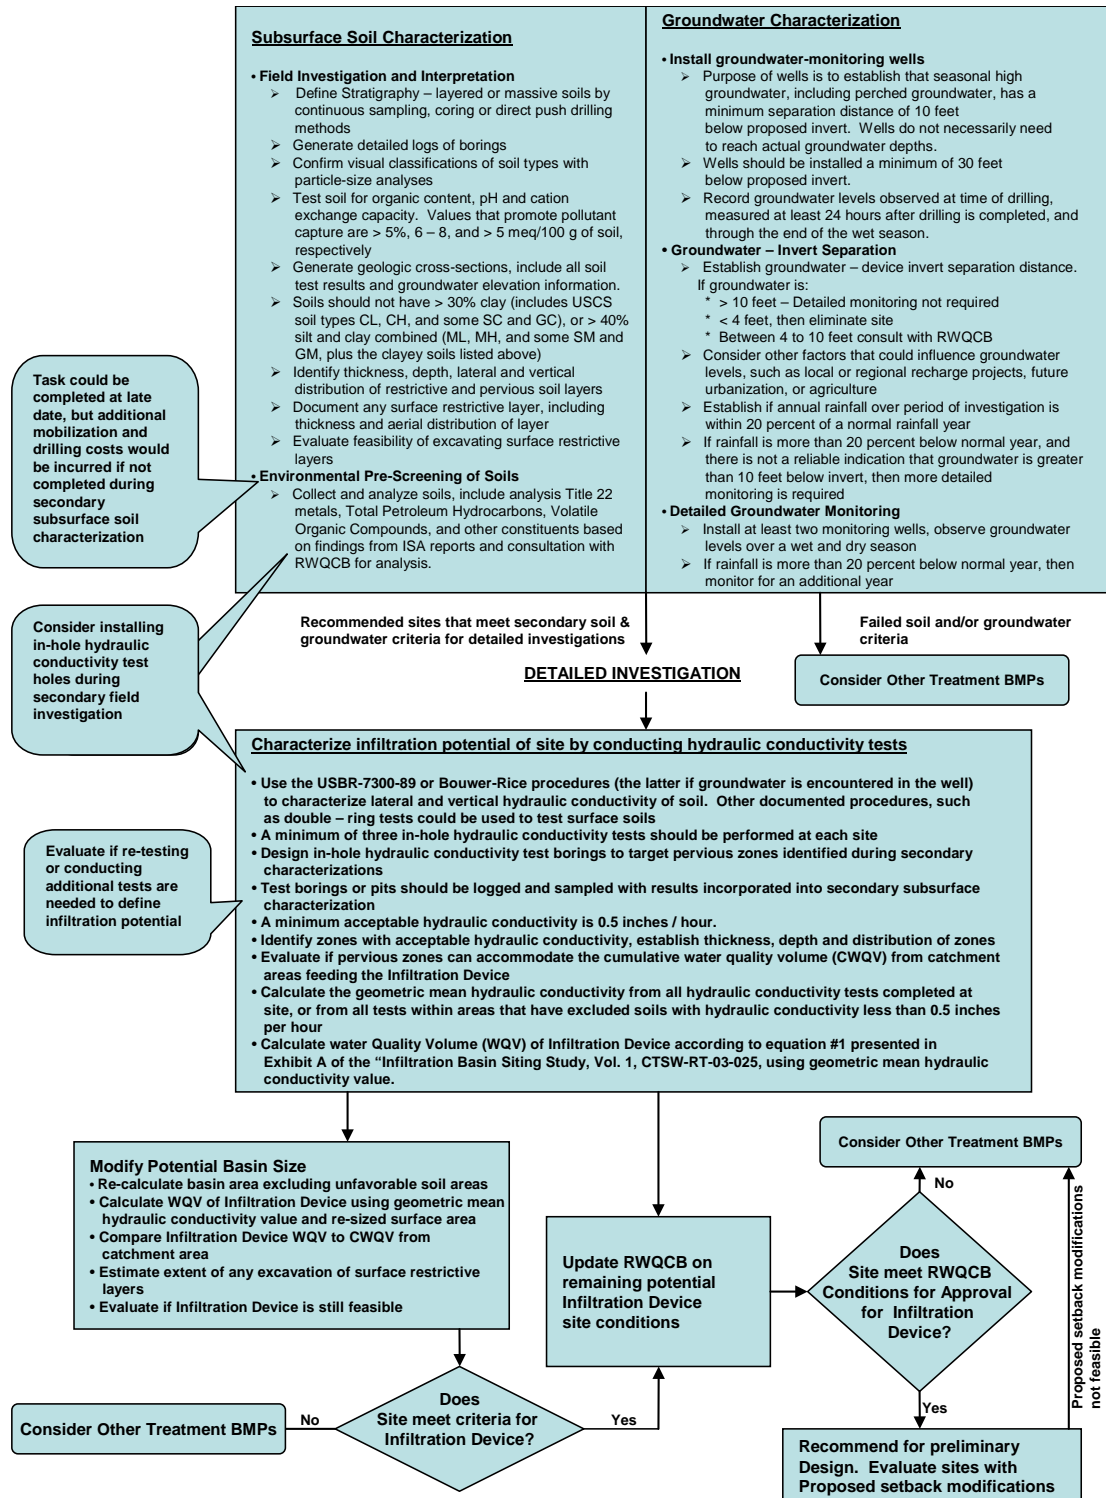 Subsurface Soil Characterization
• Field Investigation and Interpretation
➢ Define Stratigraphy – layered or massive soils by
continuous sampling, coring or direct push drilling
methods
➢ Generate detailed logs of borings
➢ Confirm visual classifications of soil types with
particle-size analyses
➢ Test soil for organic content, pH and cation
exchange capacity. Values that promote pollutant
capture are > 5%, 6 – 8, and > 5 meq/100 g of soil,
respectively
➢ Generate geologic cross-sections, include all soil
test results and groundwater elevation information.
➢ Soils should not have > 30% clay (includes USCS
soil types CL, CH, and some SC and GC), or > 40%
silt and clay combined (ML, MH, and some SM and
GM, plus the clayey soils listed above)
➢ Identify thickness, depth, lateral and vertical
distribution of restrictive and pervious soil layers
➢ Document any surface restrictive layer, including
thickness and aerial distribution of layer
➢ Evaluate feasibility of excavating surface restrictive
layers
• Environmental Pre-Screening of Soils
➢ Collect and analyze soils, include analysis Title 22
metals, Total Petroleum Hydrocarbons, Volatile
Organic Compounds, and other constituents based
on findings from ISA reports and consultation with
RWQCB for analysis.
Groundwater Characterization
• Install groundwater-monitoring wells
➢ Purpose of wells is to establish that seasonal high
groundwater, including perched groundwater, has a
minimum separation distance of 10 feet
below proposed invert. Wells do not necessarily need
to reach actual groundwater depths.
➢ Wells should be installed a minimum of 30 feet
below proposed invert.
➢ Record groundwater levels observed at time of drilling,
measured at least 24 hours after drilling is completed, and
through the end of the wet season.
• Groundwater – Invert Separation
➢ Establish groundwater – device invert separation distance.
If groundwater is:
* > 10 feet – Detailed monitoring not required
* < 4 feet, then eliminate site
* Between 4 to 10 feet consult with RWQCB
➢ Consider other factors that could influence groundwater
levels, such as local or regional recharge projects, future
urbanization, or agriculture
➢ Establish if annual rainfall over period of investigation is
within 20 percent of a normal rainfall year
➢ If rainfall is more than 20 percent below normal year, and
there is not a reliable indication that groundwater is greater
than 10 feet below invert, then more detailed
monitoring is required
• Detailed Groundwater Monitoring
➢ Install at least two monitoring wells, observe groundwater
levels over a wet and dry season
➢ If rainfall is more than 20 percent below normal year, then
monitor for an additional year
Task could be
completed at late
date, but additional
mobilization and
drilling costs would
be incurred if not
completed during
secondary
subsurface soil
characterization
Consider installing
in-hole hydraulic
conductivity test
holes during
secondary field
investigation
Recommended sites that meet secondary soil &
groundwater criteria for detailed investigations
Failed soil and/or groundwater
criteria
DETAILED INVESTIGATION
Consider Other Treatment BMPs
Characterize infiltration potential of site by conducting hydraulic conductivity tests
• Use the USBR-7300-89 or Bouwer-Rice procedures (the latter if groundwater is encountered in the well)
to characterize lateral and vertical hydraulic conductivity of soil. Other documented procedures, such
as double – ring tests could be used to test surface soils
• A minimum of three in-hole hydraulic conductivity tests should be performed at each site
• Design in-hole hydraulic conductivity test borings to target pervious zones identified during secondary
characterizations
• Test borings or pits should be logged and sampled with results incorporated into secondary subsurface
characterization
• A minimum acceptable hydraulic conductivity is 0.5 inches / hour.
• Identify zones with acceptable hydraulic conductivity, establish thickness, depth and distribution of zones
• Evaluate if pervious zones can accommodate the cumulative water quality volume (CWQV) from catchment
areas feeding the Infiltration Device
• Calculate the geometric mean hydraulic conductivity from all hydraulic conductivity tests completed at
site, or from all tests within areas that have excluded soils with hydraulic conductivity less than 0.5 inches
per hour
• Calculate water Quality Volume (WQV) of Infiltration Device according to equation #1 presented in
Exhibit A of the “Infiltration Basin Siting Study, Vol. 1, CTSW-RT-03-025, using geometric mean hydraulic
conductivity value.
Evaluate if re-testing
or conducting
additional tests are
needed to define
infiltration potential
Modify Potential Basin Size
• Re-calculate basin area excluding unfavorable soil areas
• Calculate WQV of Infiltration Device using geometric mean
hydraulic conductivity value and re-sized surface area
• Compare Infiltration Device WQV to CWQV from
catchment area
• Estimate extent of any excavation of surface restrictive
layers
• Evaluate if Infiltration Device is still feasible
Does
Site meet criteria for
Infiltration Device?
No
Yes
Consider Other Treatment BMPs
Update RWQCB on
remaining potential
Infiltration Device
site conditions
Consider Other Treatment BMPs
No
Does
Site meet RWQCB
Conditions for Approval
for Infiltration
Device?
Yes
Proposed setback modifications
not feasible
Recommend for preliminary
Design. Evaluate sites with
Proposed setback modifications